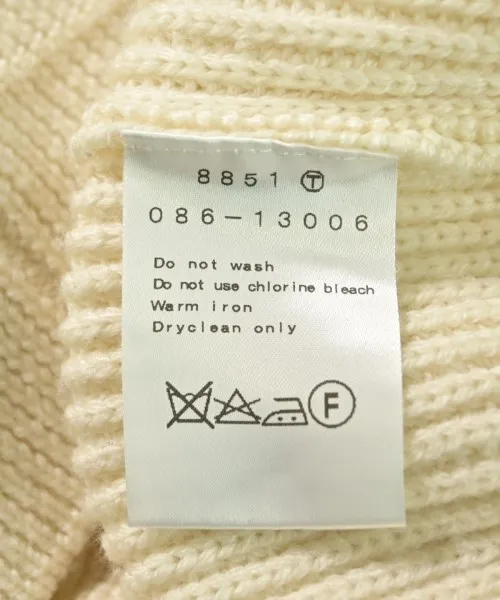 8851 Ⓣ
086-13006
Do not wash
Do not use chlorine bleach
Warm iron
Dryclean only
F